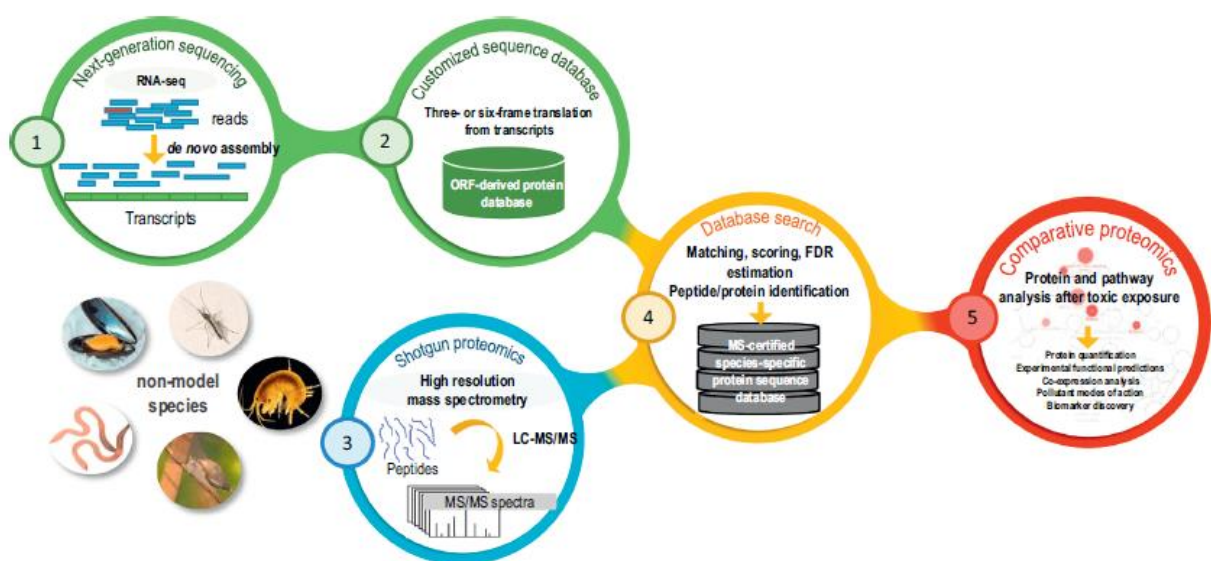 Next-generation sequencing
RNA-seq
reads
1
de novo assembly
Transcripts
Customized sequence database
Three- or six-frame translation
from transcripts
2
ORF-derived protein
database
non-model
species
Shotgun proteomics
High resolution
mass spectrometry
3
LC-MS/MS
Peptides
MS/MS spectra
Database search
Matching, scoring, FDR
estimation
Peptide/protein identification
4
MS-certified
species-specific
protein sequence
database
Comparative proteomics
Protein and pathway
analysis after toxic exposure
5
Protein quantification
Experimental functional predictions
Co-expression analysis
Pollutant modes of action
Biomarker discovery